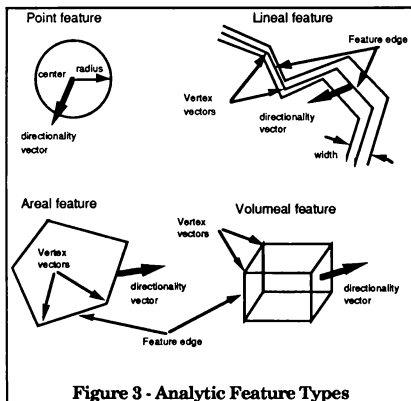 Point feature
center
radius
directionality
vector
Lineal feature
Feature edge
Vertex
vectors
directionality
vector
width
Areal feature
Vertex
vectors
directionality
vector
Volumeal feature
Vertex
vectors
directionality
vector
Feature edge
Figure 3 - Analytic Feature Types